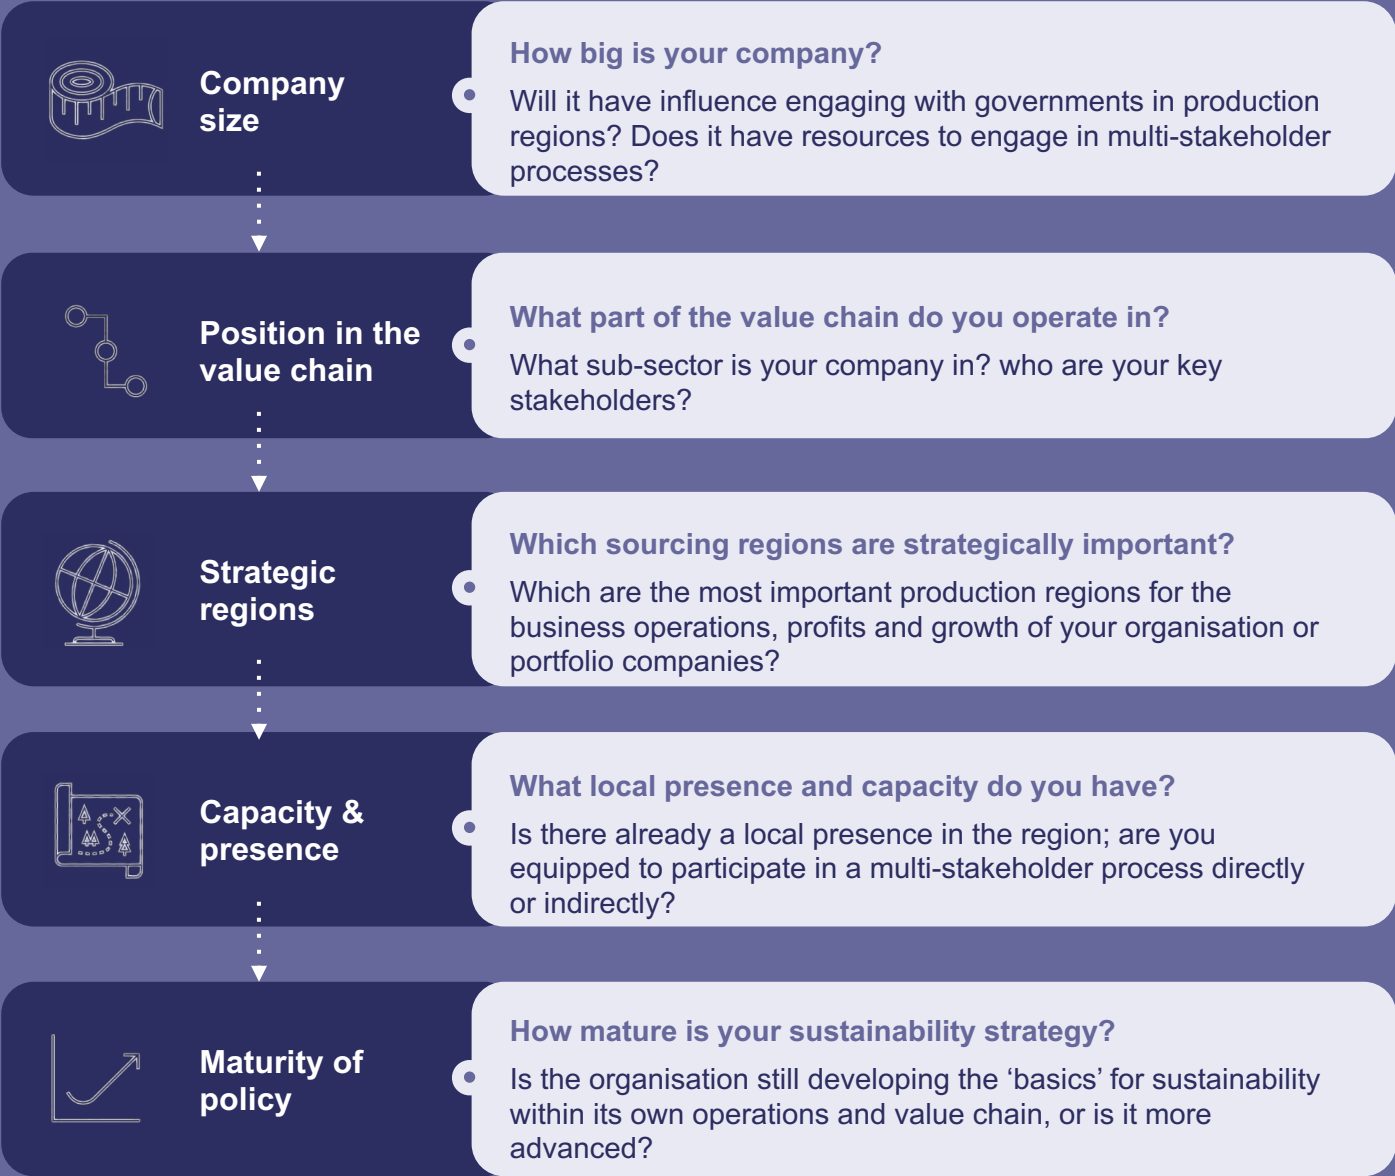 Company
size
How big is your company?
Will it have influence engaging with governments in production
regions? Does it have resources to engage in multi-stakeholder
processes?
Position in the
value chain
What part of the value chain do you operate in?
What sub-sector is your company in? who are your key
stakeholders?
Strategic
regions
Which sourcing regions are strategically important?
Which are the most important production regions for the
business operations, profits and growth of your organisation or
portfolio companies?
Capacity &
presence
What local presence and capacity do you have?
Is there already a local presence in the region; are you
equipped to participate in a multi-stakeholder process directly
or indirectly?
Maturity of
policy
How mature is your sustainability strategy?
Is the organisation still developing the ‘basics’ for sustainability
within its own operations and value chain, or is it more
advanced?